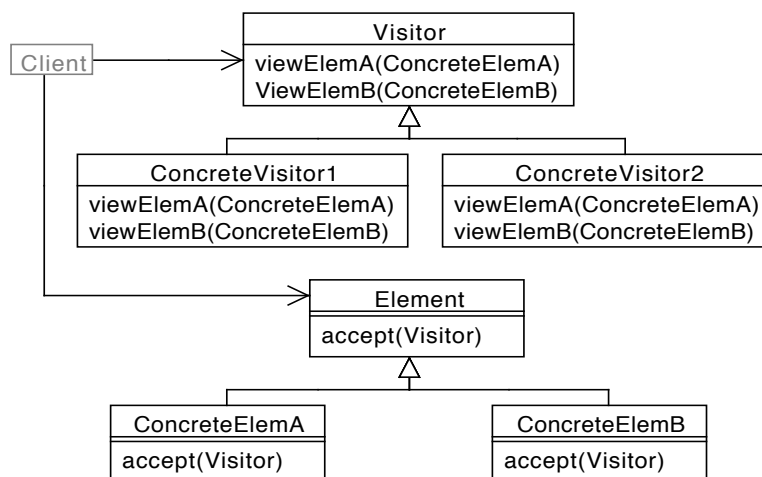 Visitor
Client
viewElemA(ConcreteElemA)
ViewElemB(ConcreteElemB)
ConcreteVisitor1
ConcreteVisitor2
viewElemA(ConcreteElemA)
viewElemB(ConcreteElemB)
viewElemA(ConcreteElemA)
viewElemB(ConcreteElemB)
Element
accept(Visitor)
ConcreteElemA
ConcreteElemB
accept(Visitor)
accept(Visitor)